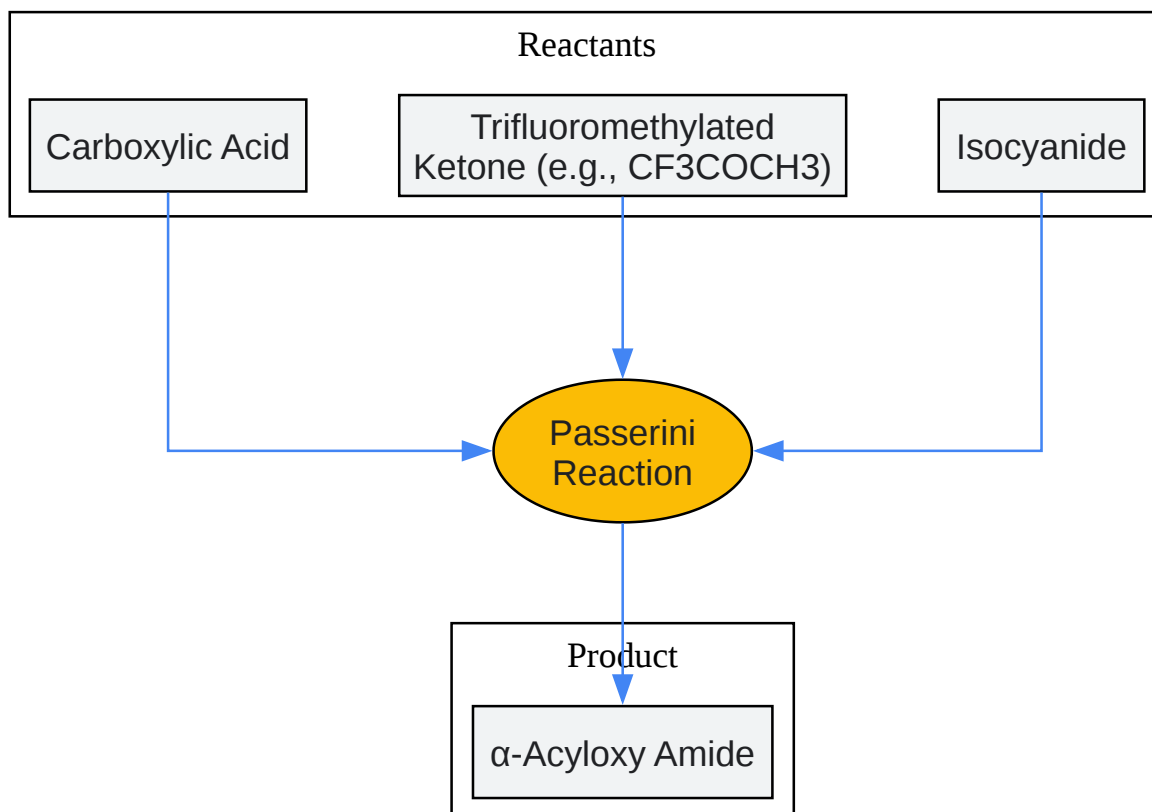 Reactants
Carboxylic Acid
Trifluoromethylated
Ketone (e.g., CF3COCH3)
Isocyanide
Passerini
Reaction
Product
α-Acyloxy Amide